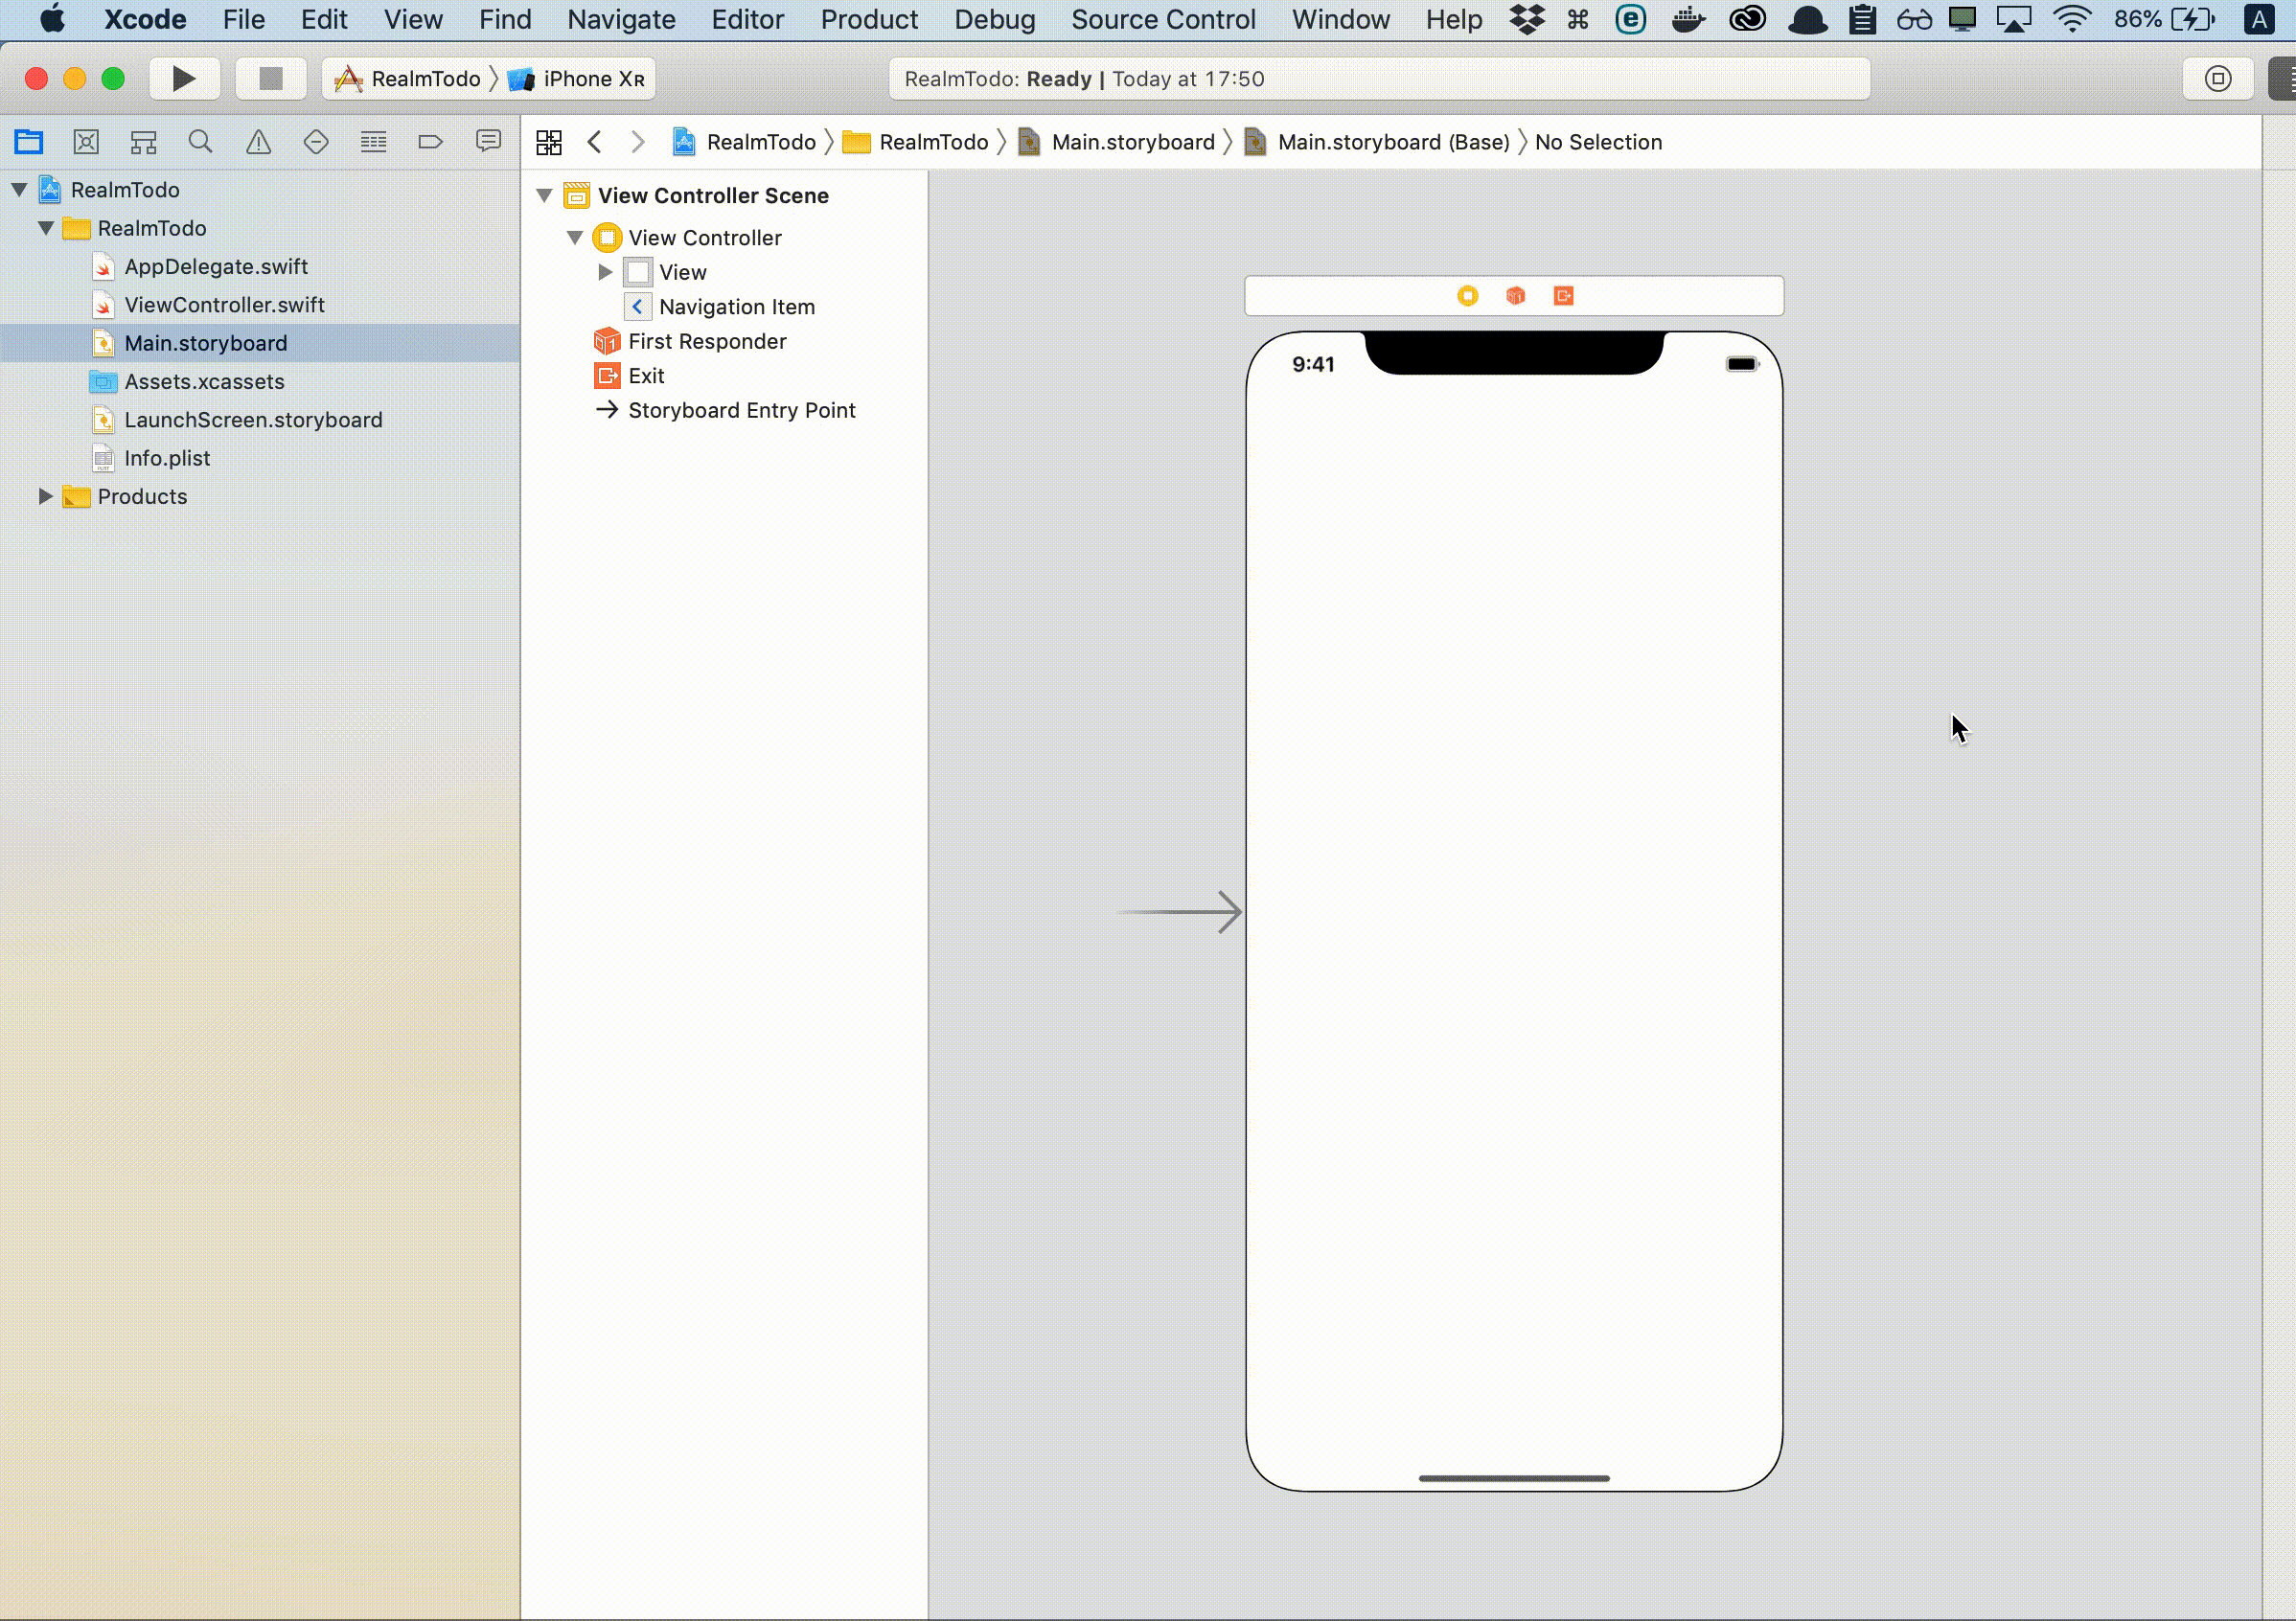 Xcode File Edit View Find Navigate Editor Product Debug Source Control Window Help 86% A
RealmTodo iPhone XR RealmTodo: Ready | Today at 17:50
RealmTodo RealmTodo Main.storyboard Main.storyboard (Base) No Selection
RealmTodo
RealmTodo
AppDelegate.swift
ViewController.swift
Main.storyboard
Assets.xcassets
LaunchScreen.storyboard
Info.plist
Products
View Controller Scene
View Controller
View
Navigation Item
First Responder
Exit
Storyboard Entry Point
9:41